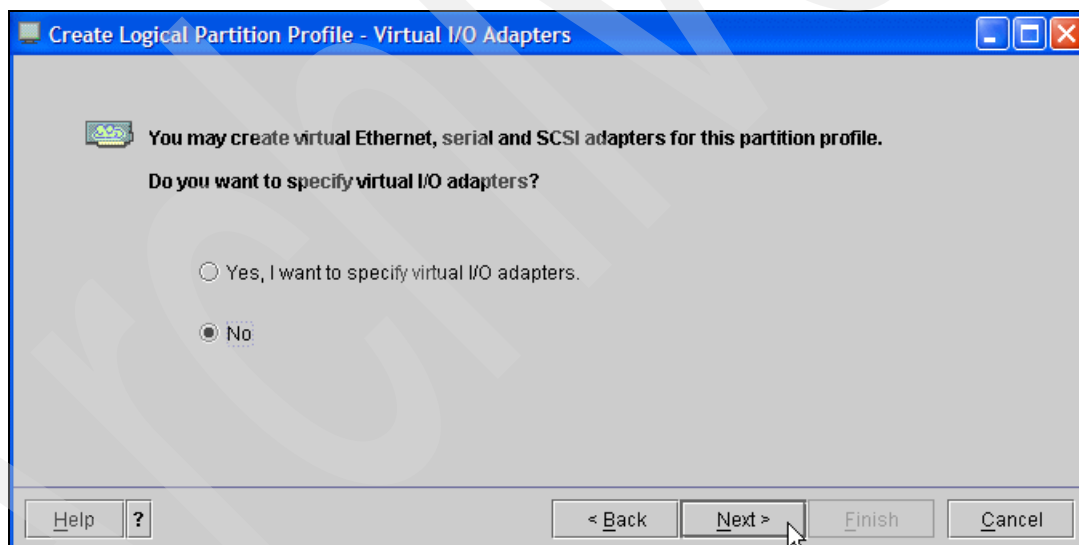 Create Logical Partition Profile - Virtual I/O Adapters
You may create virtual Ethernet, serial and SCSI adapters for this partition profile.
Do you want to specify virtual I/O adapters?
Yes, I want to specify virtual I/O adapters.
No
Help ? < Back Next > Finish Cancel